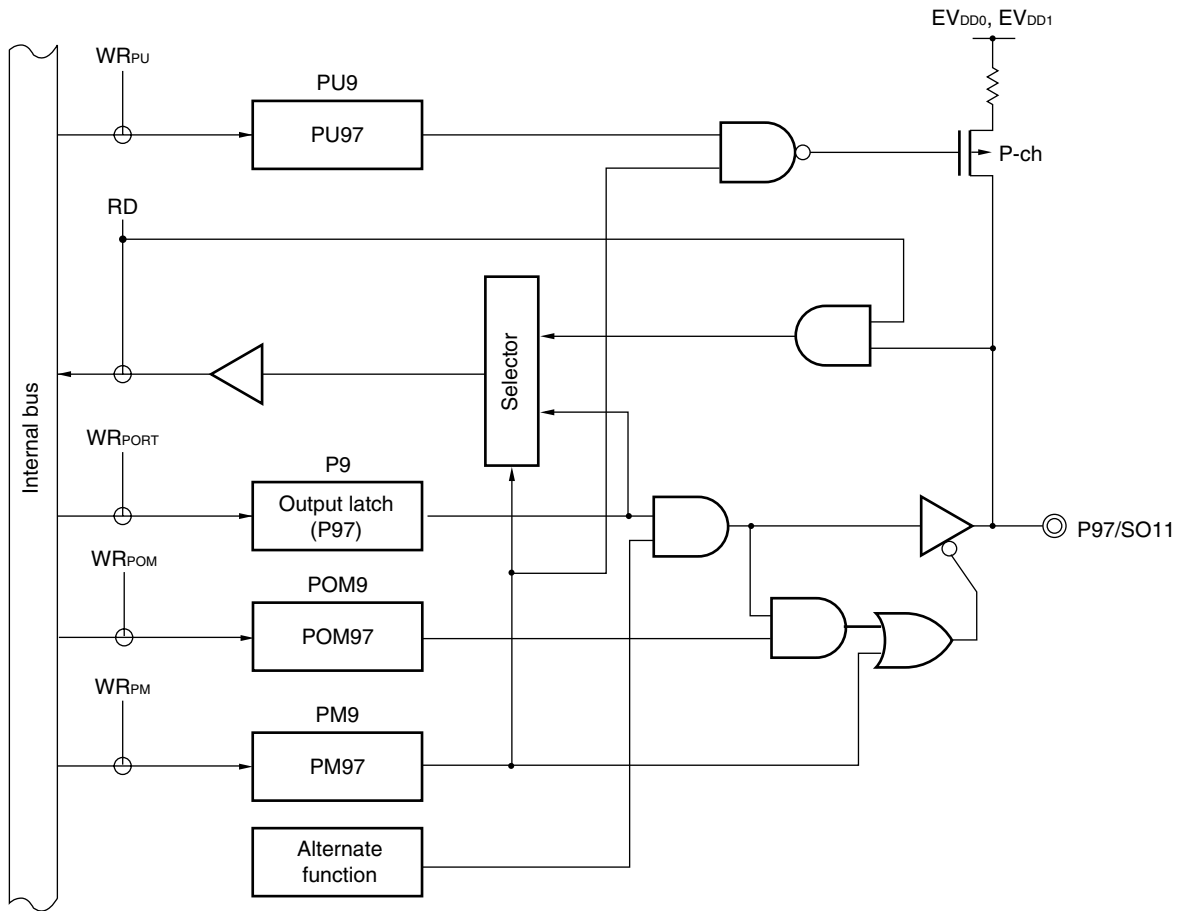 EVDD0, EVDD1
WRPU
PU9
PU97
P-ch
RD
Selector
Internal bus
WRPORT
P9
Output latch
(P97)
P97/SO11
WRPOM
POM9
POM97
WRPM
PM9
PM97
Alternate
function